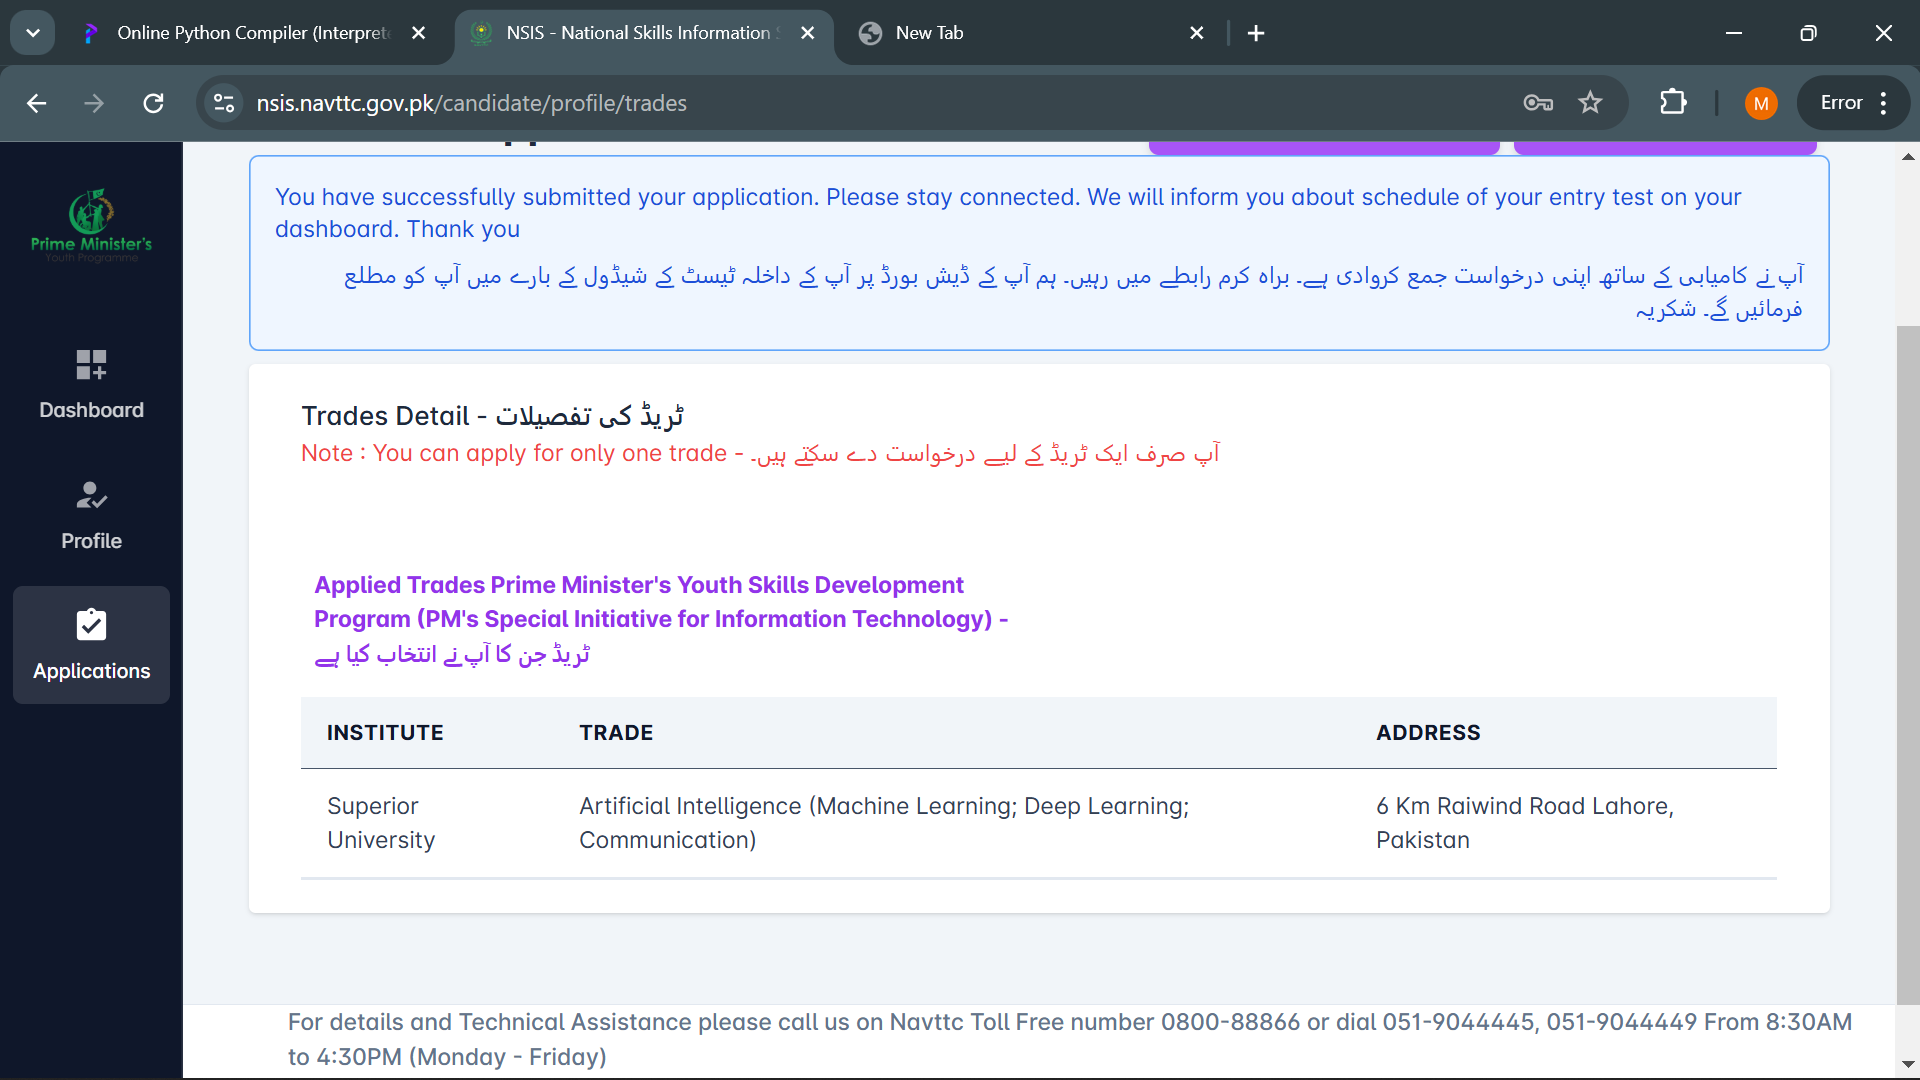 Online Python Compiler (Interprete
NSIS - National Skills Information S
New Tab
nsis.navttc.gov.pk/candidate/profile/trades
M
Error
Prime Minister's
Youth Programme
Dashboard
Profile
Applications
You have successfully submitted your application. Please stay connected. We will inform you about schedule of your entry test on your
dashboard. Thank you
آپ نے کامیابی کے ساتھ اپنی درخواست جمع کروادی ہے۔ براہ کرم رابطے میں رہیں۔ ہم آپ کے ڈیش بورڈ پر آپ کے داخلہ ٹیسٹ کے شیڈول کے بارے میں آپ کو مطلع
فرمائیں گے۔ شکریہ
Trades Detail - ٹریڈ کی تفصیلات
Note : You can apply for only one trade - آپ صرف ایک ٹریڈ کے لیے درخواست دے سکتے ہیں۔
Applied Trades Prime Minister's Youth Skills Development
Program (PM's Special Initiative for Information Technology) -
ٹریڈ جن کا آپ نے انتخاب کیا ہے
INSTITUTE TRADE ADDRESS
Superior Artificial Intelligence (Machine Learning; Deep Learning; 6 Km Raiwind Road Lahore,
University Communication) Pakistan
For details and Technical Assistance please call us on Navttc Toll Free number 0800-88866 or dial 051-9044445, 051-9044449 From 8:30AM
to 4:30PM (Monday - Friday)